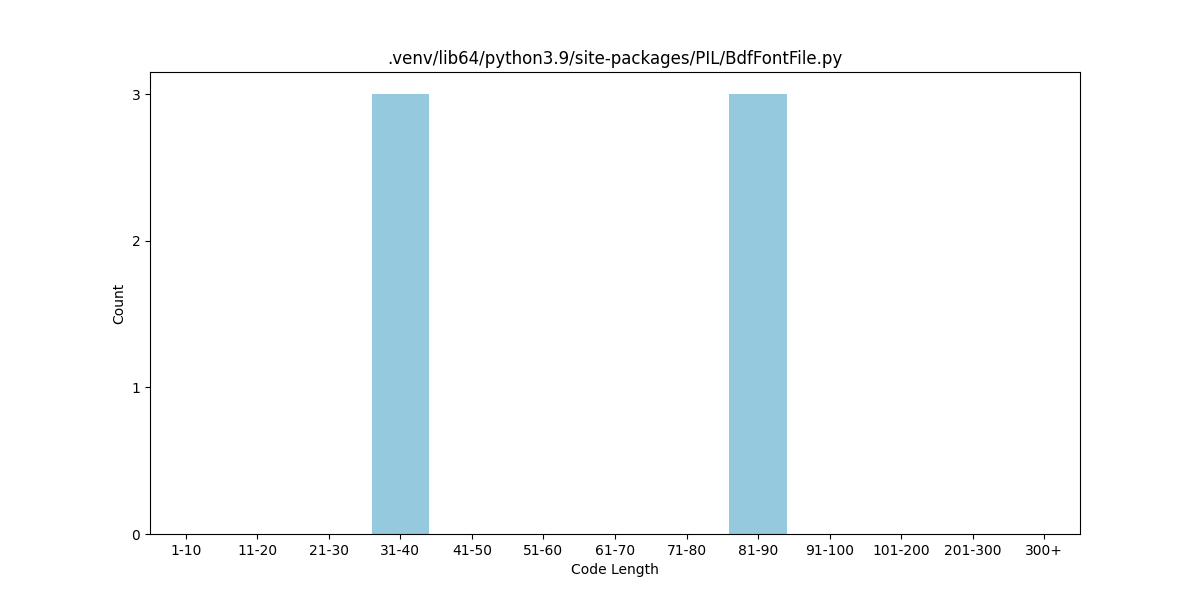 .venv/lib64/python3.9/site-packages/PIL/BdfFontFile.py
3
2
1
0
Count
1-10 11-20 21-30 31-40 41-50 51-60 61-70 71-80 81-90 91-100 101-200 201-300 300+
Code Length